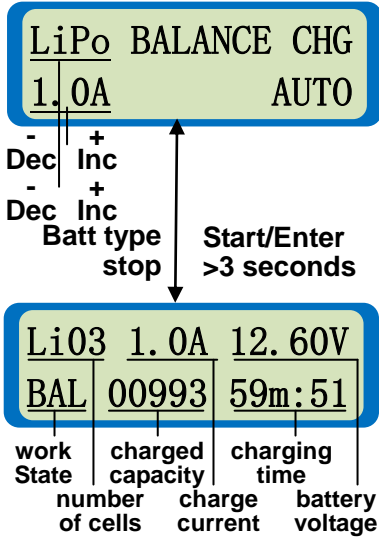 LiPo BALANCE CHG
1.0A AUTO
- +
Dec Inc
- +
Dec Inc
Batt type
stop
Start/Enter
>3 seconds
Li03 1.0A 12.60V
BAL 00993 59m:51
work
State
charged
capacity
charging
time
number
of cells
charge
current
battery
voltage